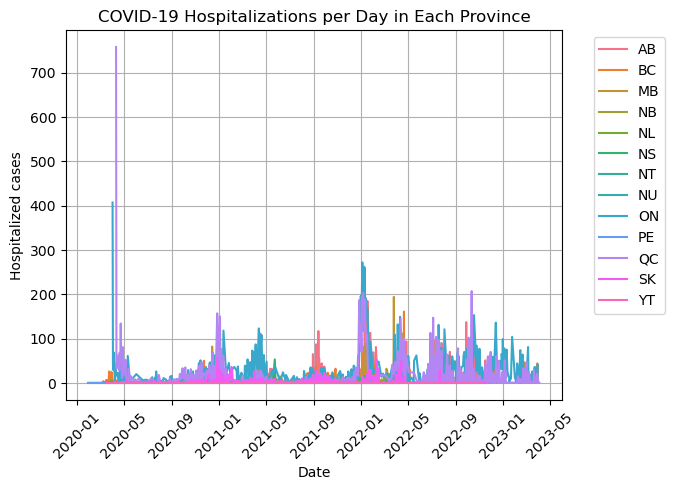 COVID-19 Hospitalizations per Day in Each Province
Hospitalized cases
700
600
500
400
300
200
100
0
2020-01
2020-05
2020-09
2021-01
2021-05
2021-09
2022-01
2022-05
2022-09
2023-01
2023-05
Date
AB
BC
MB
NB
NL
NS
NT
NU
ON
PE
QC
SK
YT